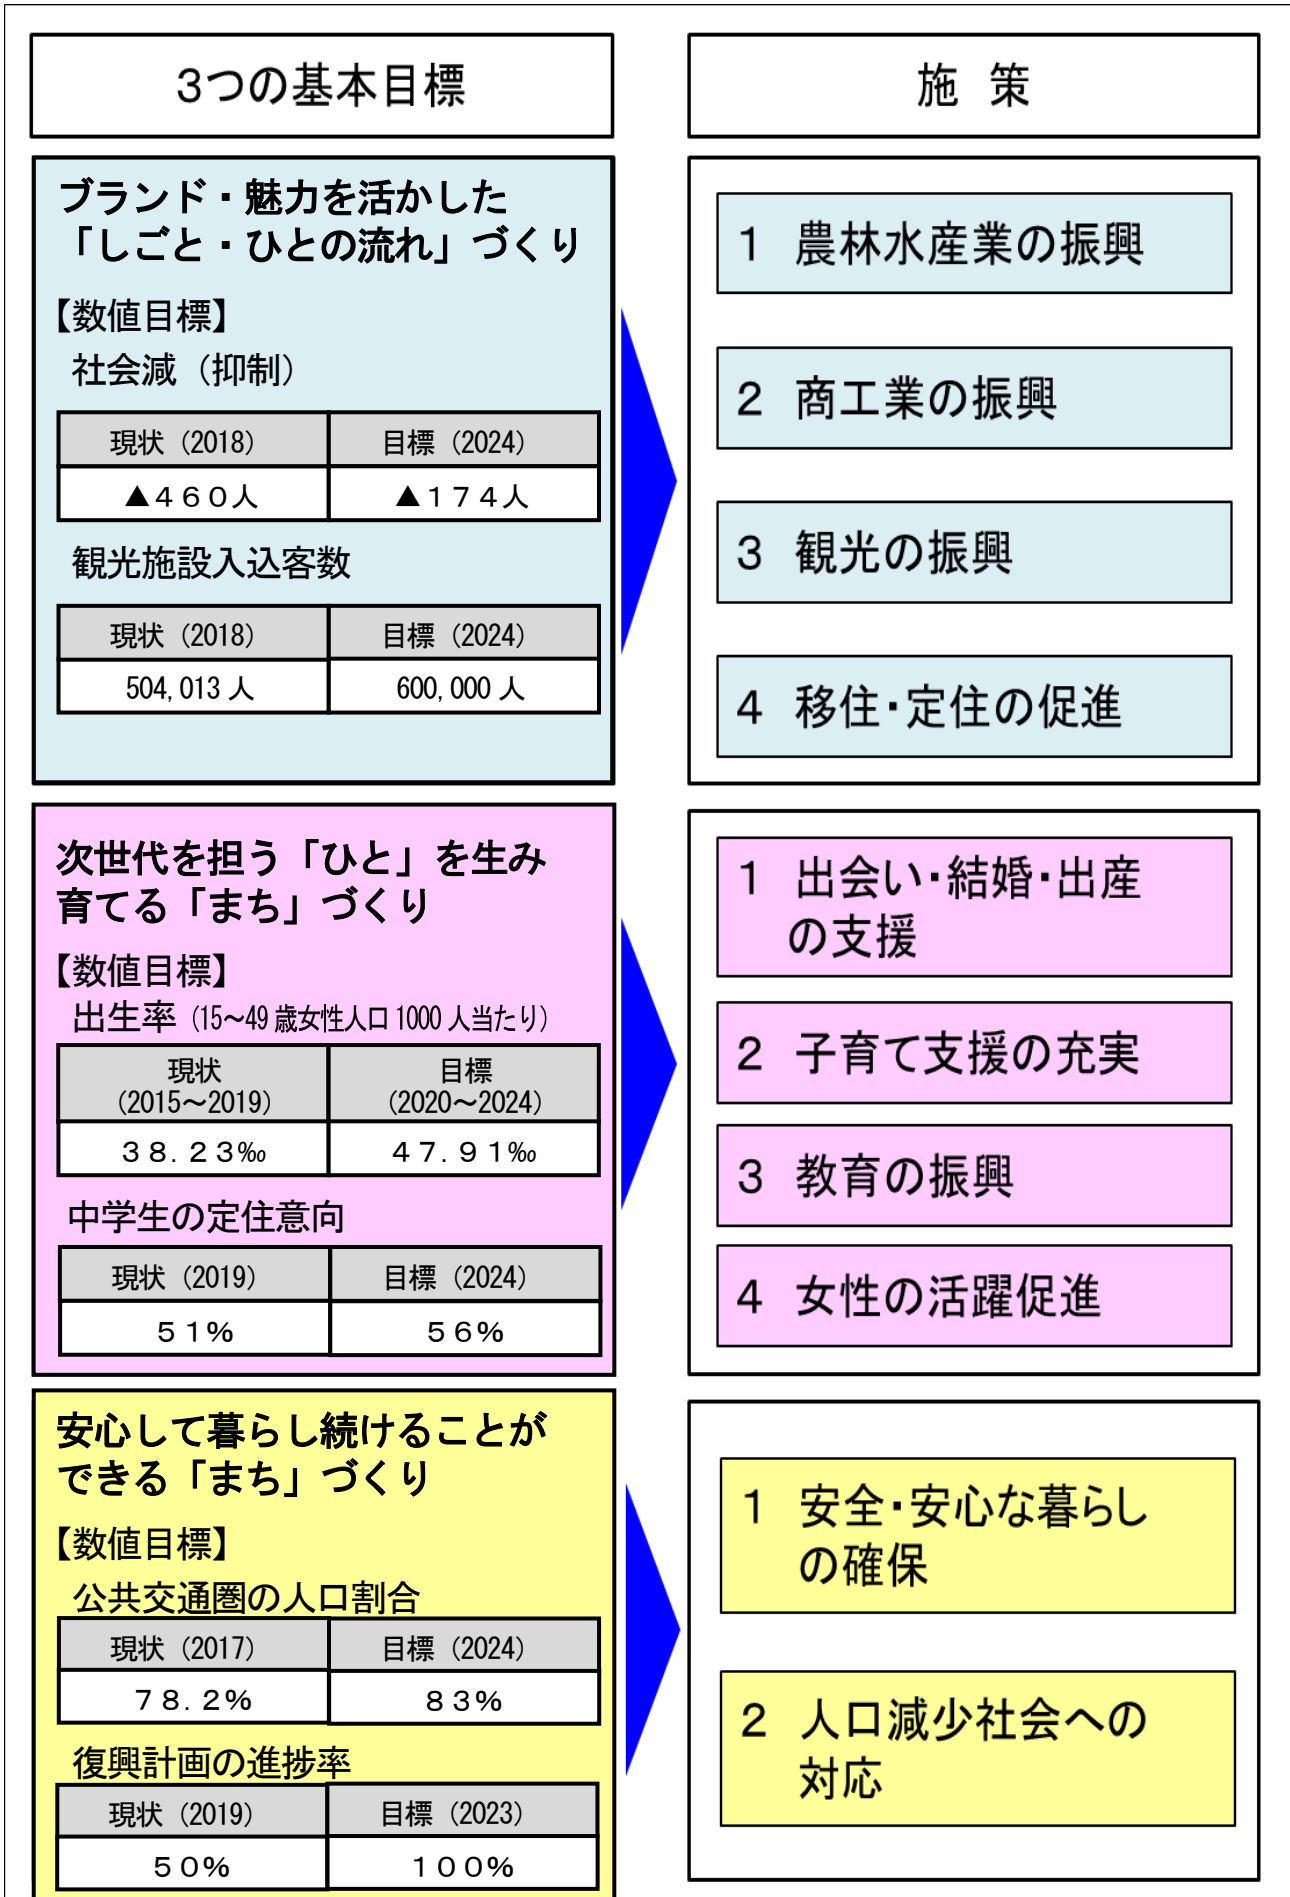 3つの基本目標
施 策
ブランド・魅力を活かした
「しごと・ひとの流れ」づくり
【数値目標】
社会減（抑制）
現状（2018） 目標（2024）
▲４６０人 ▲１７４人
観光施設入込客数
現状（2018） 目標（2024）
504,013 人 600,000 人
1 農林水産業の振興
2 商工業の振興
3 観光の振興
4 移住・定住の促進
次世代を担う「ひと」を生み
育てる「まち」づくり
【数値目標】
出生率（15～49 歳女性人口 1000 人当たり）
現状 目標
（2015～2019） （2020～2024）
３８．２３‰ ４７．９１‰
中学生の定住意向
現状（2019） 目標（2024）
５１% ５６%
1 出会い・結婚・出産
の支援
2 子育て支援の充実
3 教育の振興
4 女性の活躍促進
安心して暮らし続けることが
できる「まち」づくり
【数値目標】
公共交通圏の人口割合
現状（2017） 目標（2024）
７８．２% ８３%
復興計画の進捗率
現状（2019） 目標（2023）
５０% １００%
1 安全・安心な暮らし
の確保
2 人口減少社会への
対応